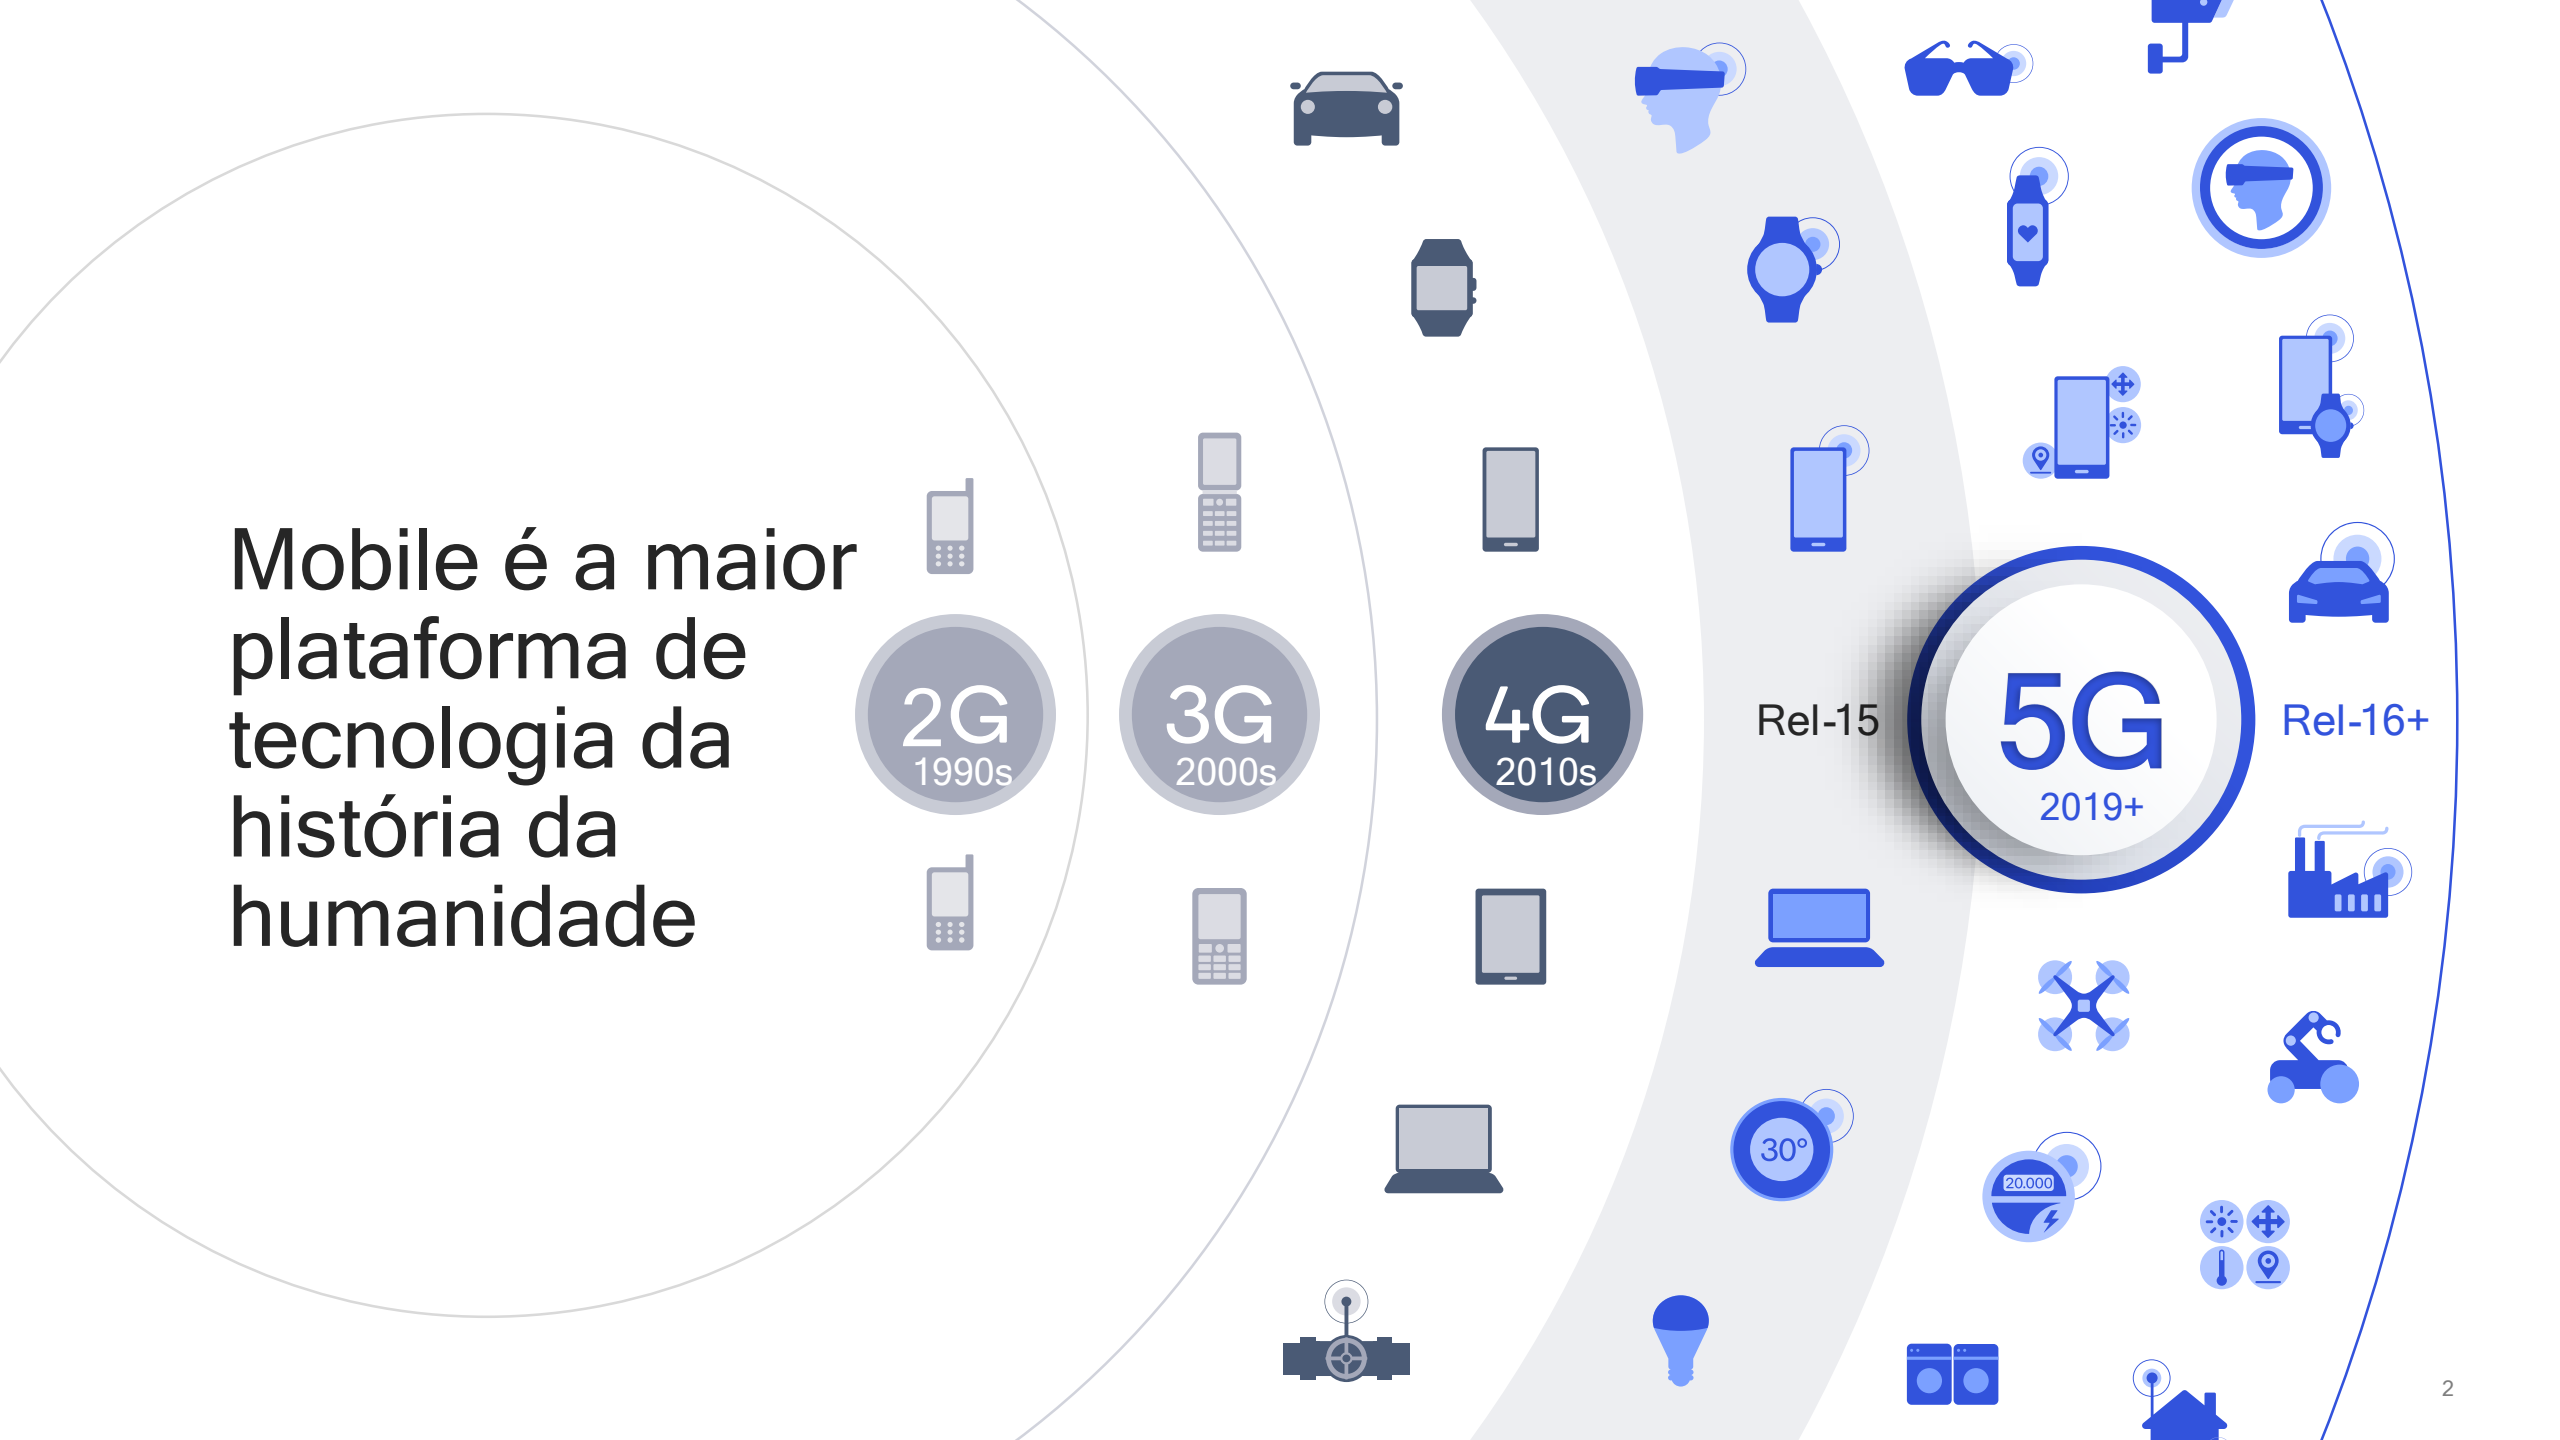 Mobile é a maior
plataforma de
tecnologia da
história da
humanidade
2G
1990s
3G
2000s
4G
2010s
Rel-15
5G
2019+
Rel-16+
30°
20.000
2